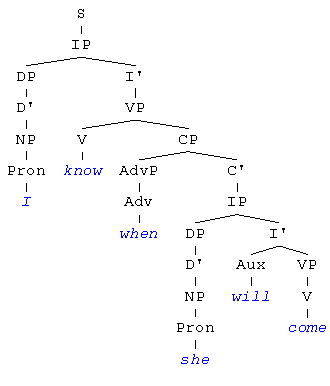 S
IP
DP I'
D' VP
NP V CP
Pron know AdvP C'
I Adv IP
when DP I'
D' Aux VP
NP will V
Pron come
she